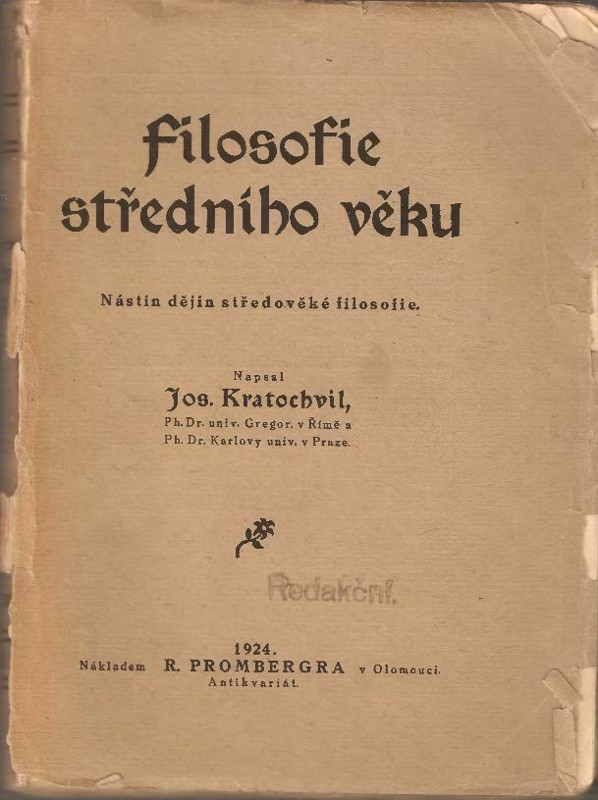 Filosofie
středního věku
Nástin dějin středověké filosofie.
Napsal
Jos. Kratochvil,
Ph. Dr. univ. Gregor. v Římě a
Ph. Dr. Karlovy univ. v Praze.
Redakční.
1924.
Nákladem R. PROMBERGRA v Olomouci.
Antikvariát.